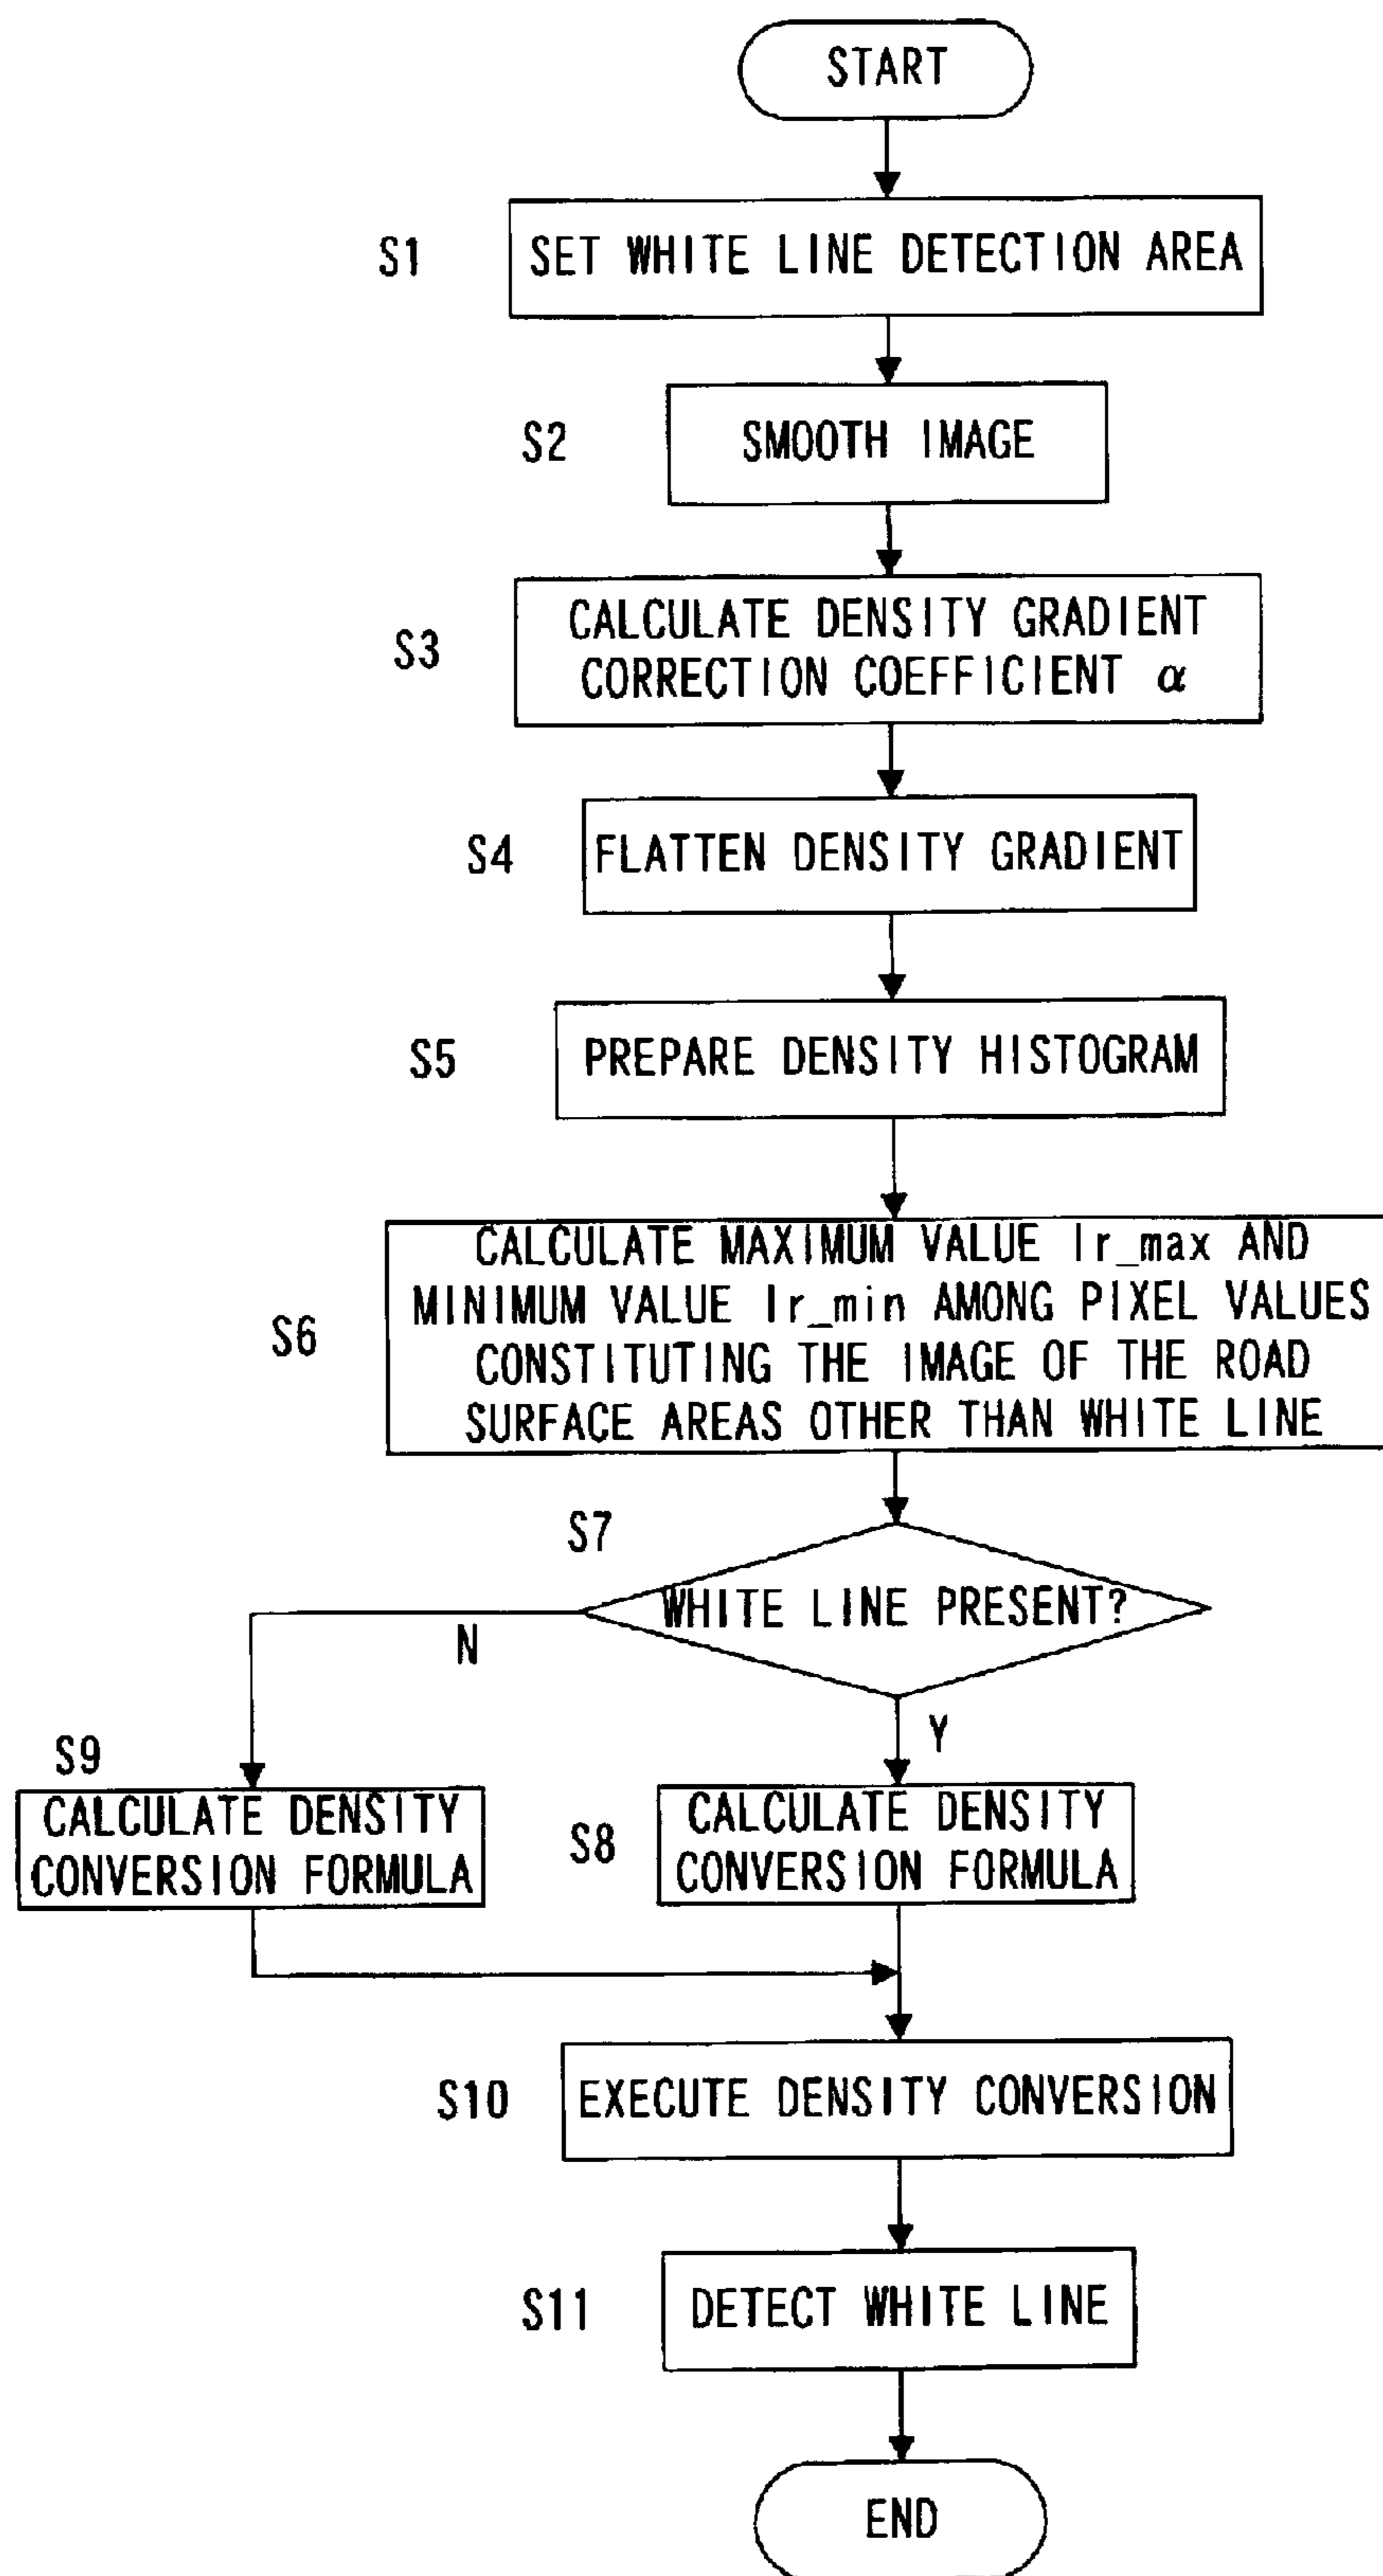 START
S1
SET WHITE LINE DETECTION AREA
S2
SMOOTH IMAGE
S3
CALCULATE DENSITY GRADIENT
CORRECTION COEFFICIENT α
S4
FLATTEN DENSITY GRADIENT
S5
PREPARE DENSITY HISTOGRAM
S6
CALCULATE MAXIMUM VALUE Ir_max AND
MINIMUM VALUE Ir_min AMONG PIXEL VALUES
CONSTITUTING THE IMAGE OF THE ROAD
SURFACE AREAS OTHER THAN WHITE LINE
S7
WHITE LINE PRESENT?
N
Y
S9
CALCULATE DENSITY
CONVERSION FORMULA
S8
CALCULATE DENSITY
CONVERSION FORMULA
S10
EXECUTE DENSITY CONVERSION
S11
DETECT WHITE LINE
END